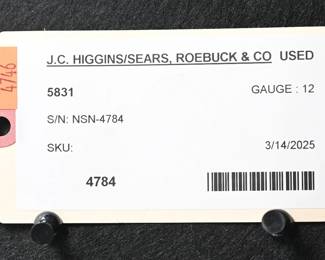 4746
J.C. HIGGINS/SEARS, ROEBUCK & CO USED
5831 GAUGE : 12
S/N: NSN-4784
SKU: 3/14/2025
4784